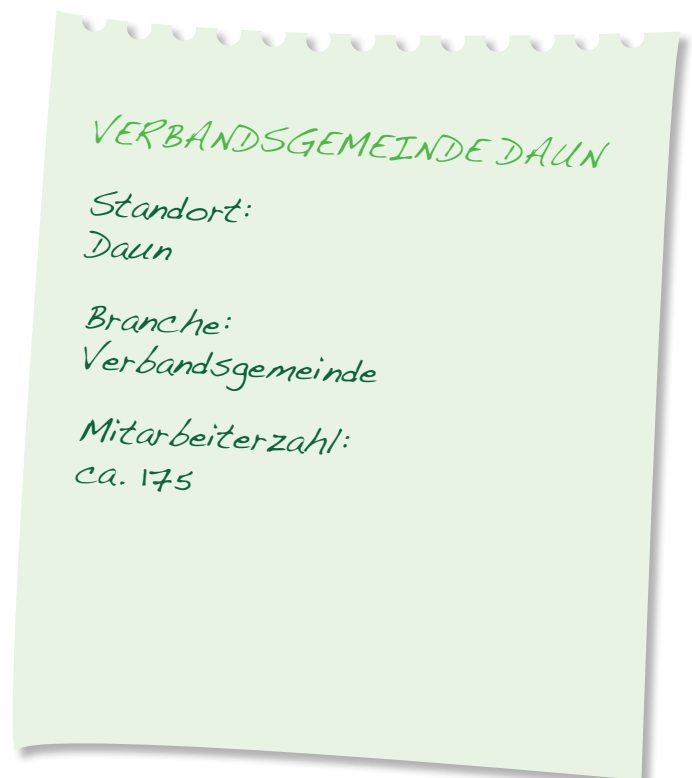 VERBANDSGEMEINDE DAUN
Standort:
Daun
Branche:
Verbandsgemeinde
Mitarbeiterzahl:
ca. 175